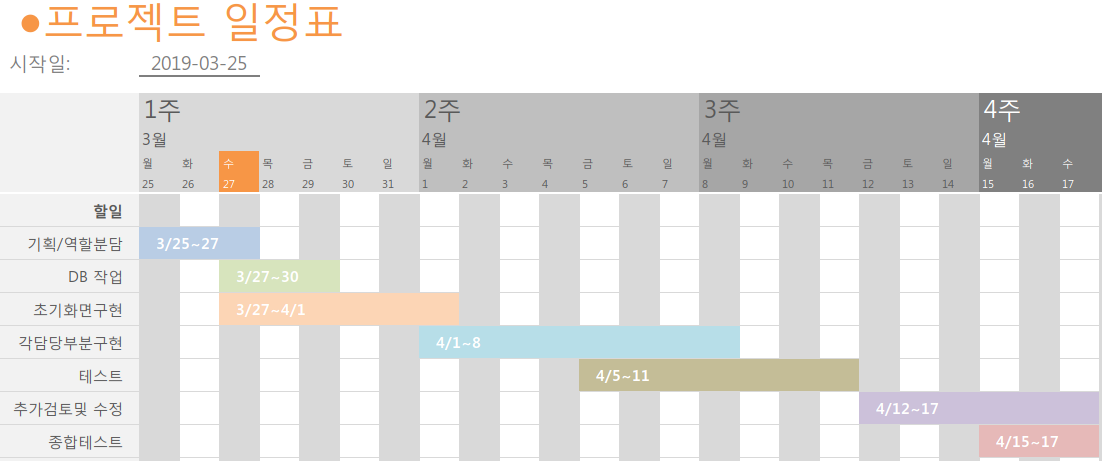 ●프로젝트 일정표
시작일: 2019-03-25
1주 2주 3주 4주
3월 4월 4월 4월
월 화 수 목 금 토 일 월 화 수 목 금 토 일 월 화 수 목 금 토 일 월 화 수
25 26 27 28 29 30 31 1 2 3 4 5 6 7 8 9 10 11 12 13 14 15 16 17
할일
기획/역할분담 3/25~27
DB 작업 3/27~30
초기화면구현 3/27~4/1
각담당부분구현 4/1~8
테스트 4/5~11
추가검토및 수정 4/12~17
종합테스트 4/15~17